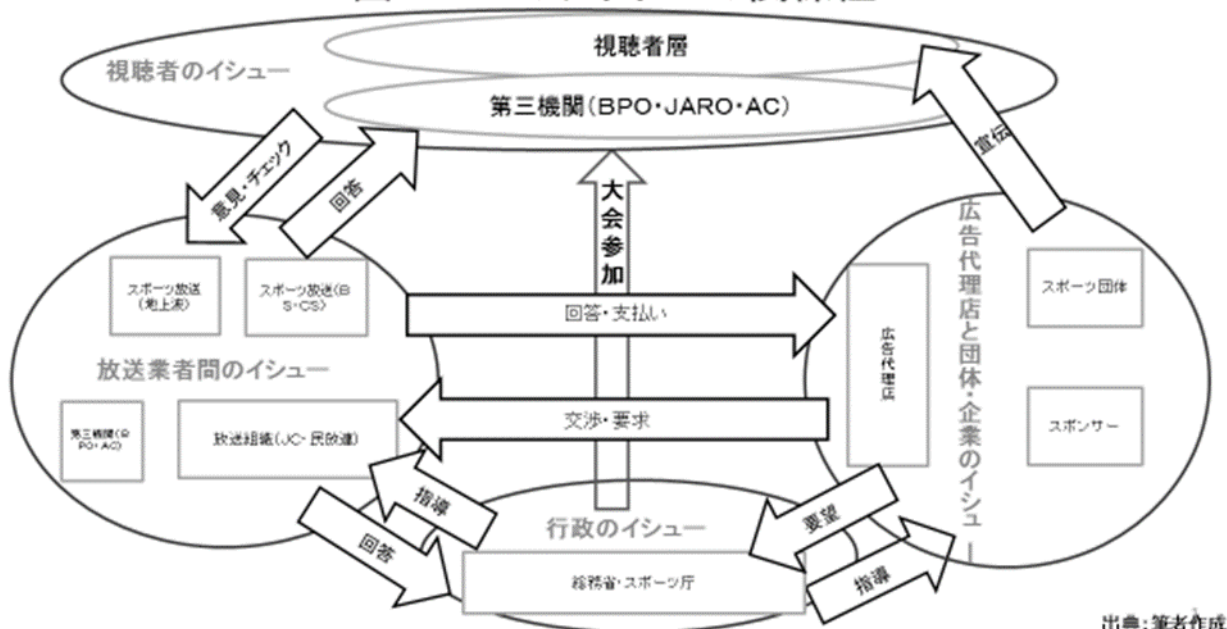 視聴者層
視聴者のイシュー
第三機関（BPO・JARO・AC）
意見・チェック
回答
宣伝
大会参加
広告代理店と団体・企業のイシュー
スポーツ放送
（地上波）
スポーツ放送（B
S・CS）
スポーツ団体
回答・支払い
広告代理店
放送業者間のイシュー
第三機関（B
PO・AC）
放送組織（JC・民放連）
交渉・要求
スポンサー
指導
回答
行政のイシュー
要望
指導
総務省・スポーツ庁
出典：筆者作成